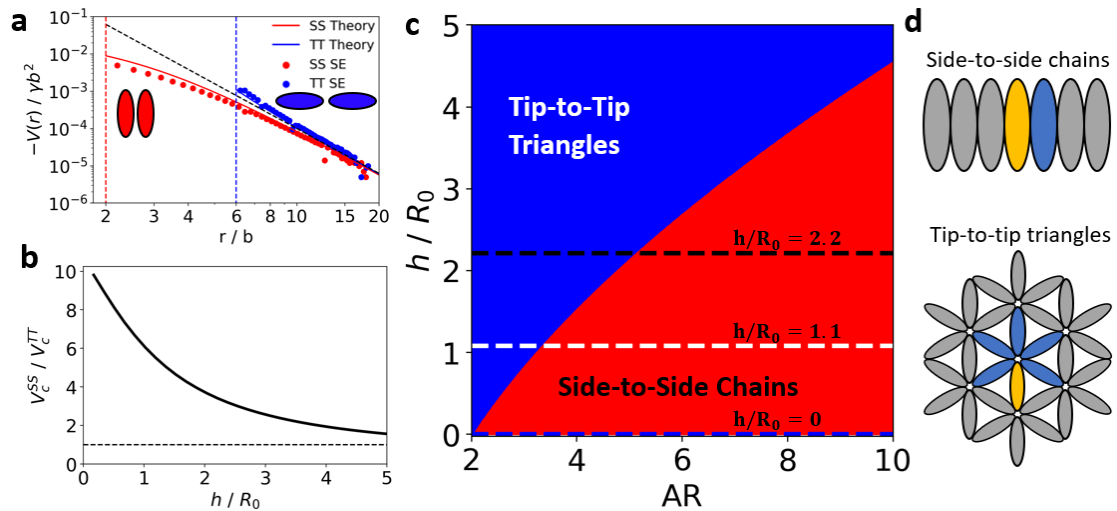 a
10⁻¹
10⁻²
10⁻³
10⁻⁴
10⁻⁵
10⁻⁶
−V(r) / γb²
SS Theory
TT Theory
SS SE
TT SE
2 3 4 6 10 15 20
r / b
b
10
8
6
4
2
0
V_c^SS / V_c^TT
0 1 2 3 4 5
h / R₀
c
5
4
3
2
1
0
h / R₀
Tip-to-Tip
Triangles
h/R₀ = 2.2
h/R₀ = 1.1
Side-to-Side Chains
h/R₀ = 0
2 4 6 8 10
AR
d
Side-to-side chains
Tip-to-tip triangles